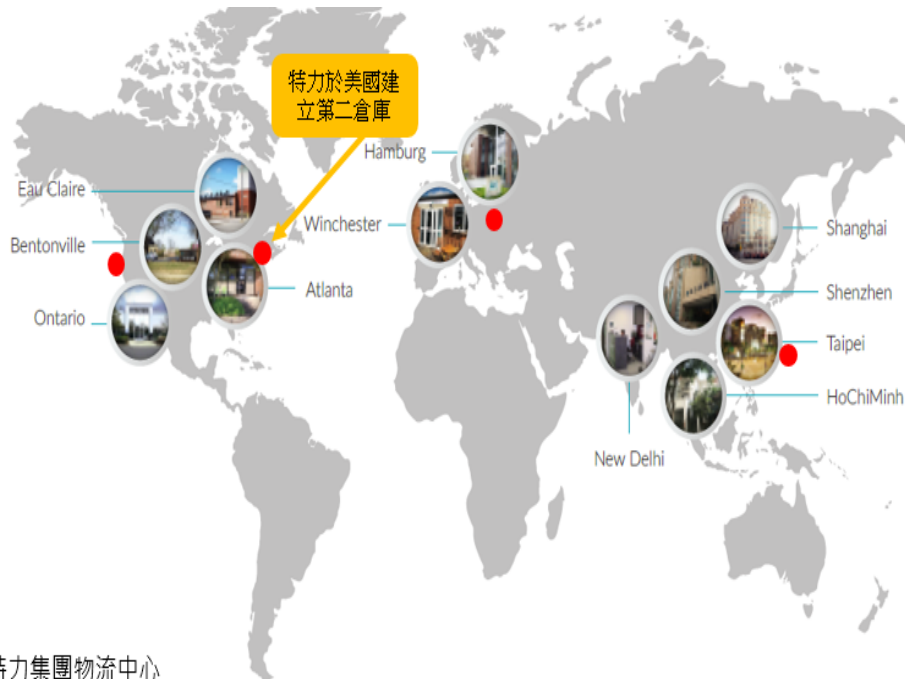 特力於美國建
立第二倉庫
Hamburg
Eau Claire
Winchester
Bentonville
Shanghai
Atlanta
Shenzhen
Ontario
Taipei
HoChiMinh
New Delhi
特力集團物流中心